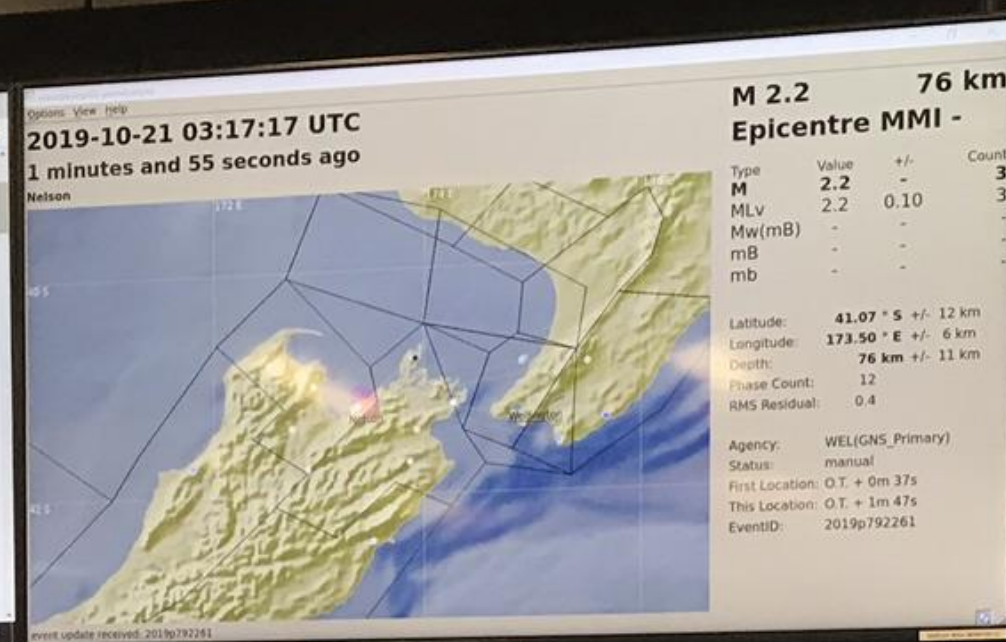 Options View Help
2019-10-21 03:17:17 UTC
1 minutes and 55 seconds ago
Nelson
172 E
Nelson
Wellington
event update received: 2019p792261
M 2.2 76 km
Epicentre MMI -
Type Value +/- Count
M 2.2 - 3
MLv 2.2 0.10 3
Mw(mB) - - -
mB - - -
mb - - -
Latitude: 41.07 ° S +/- 12 km
Longitude: 173.50 ° E +/- 6 km
Depth: 76 km +/- 11 km
Phase Count: 12
RMS Residual: 0.4
Agency: WEL(GNS_Primary)
Status: manual
First Location: O.T. + 0m 37s
This Location: O.T. + 1m 47s
EventID: 2019p792261